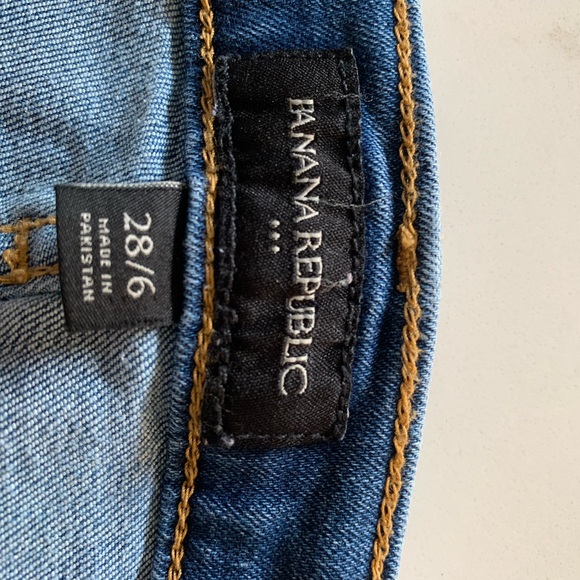 BANANA REPUBLIC
28/6
MADE IN
PAKISTAN